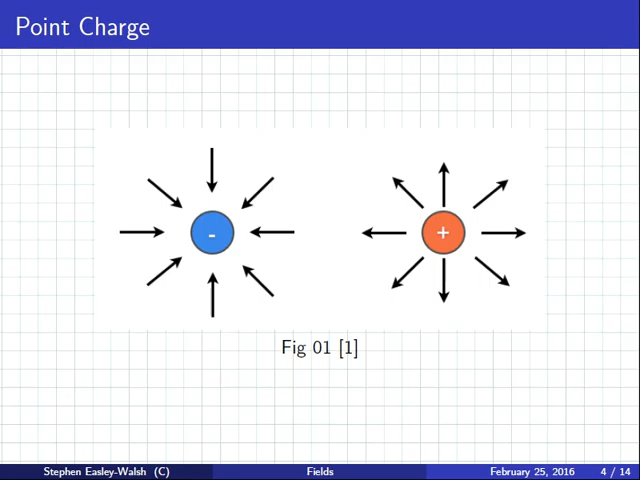 Point Charge
- +
Fig 01 [1]
Stephen Easley-Walsh (C) Fields February 25, 2016 4 / 14